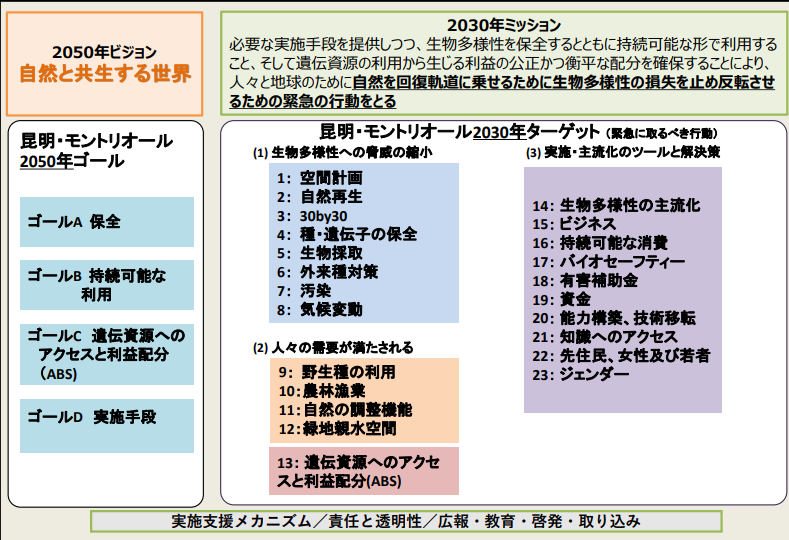 2050年ビジョン
自然と共生する世界
2030年ミッション
必要な実施手段を提供しつつ、生物多様性を保全するとともに持続可能な形で利用する
こと、そして遺伝資源の利用から生じる利益の公正かつ衡平な配分を確保することにより、
人々と地球のために自然を回復軌道に乗せるために生物多様性の損失を止め反転させ
るための緊急の行動をとる
昆明・モントリオール
2050年ゴール
ゴールA 保全
ゴールB 持続可能な
利用
ゴールC 遺伝資源への
アクセスと利益配分
(ABS)
ゴールD 実施手段
昆明・モントリオール2030年ターゲット (緊急に取るべき行動)
(1) 生物多様性への脅威の縮小
1: 空間計画
2: 自然再生
3: 30by30
4: 種・遺伝子の保全
5: 生物採取
6: 外来種対策
7: 汚染
8: 気候変動
(2) 人々の需要が満たされる
9: 野生種の利用
10:農林漁業
11:自然の調整機能
12:緑地親水空間
13: 遺伝資源へのアクセ
スと利益配分(ABS)
(3) 実施・主流化のツールと解決策
14: 生物多様性の主流化
15: ビジネス
16: 持続可能な消費
17: バイオセーフティー
18: 有害補助金
19: 資金
20: 能力構築、技術移転
21: 知識へのアクセス
22: 先住民、女性及び若者
23: ジェンダー
実施支援メカニズム/責任と透明性/広報・教育・啓発・取り込み